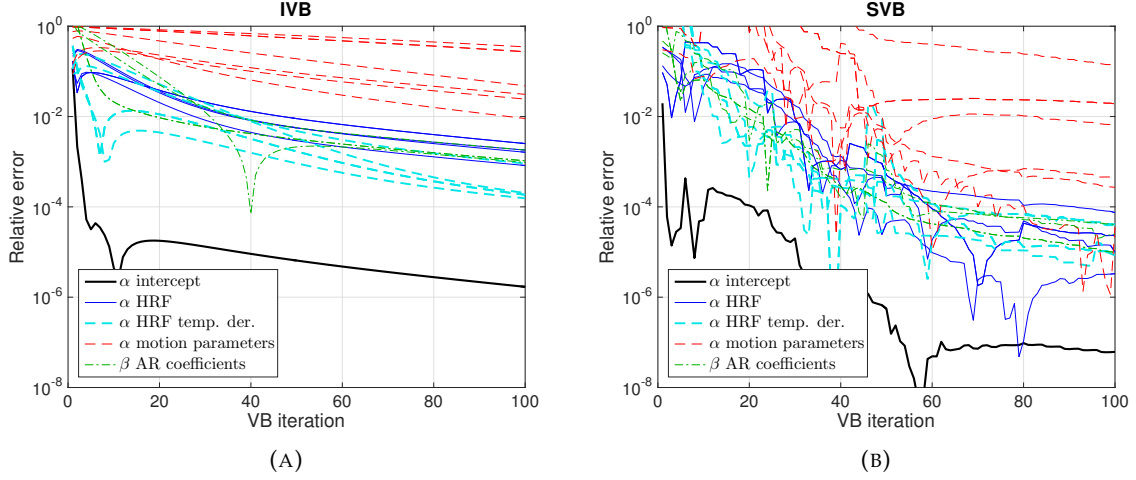 IVB
Relative error
10^0
10^-2
10^-4
10^-6
10^-8
α intercept
α HRF
α HRF temp. der.
α motion parameters
β AR coefficients
0 20 40 60 80 100
VB iteration
(A)
SVB
Relative error
10^0
10^-2
10^-4
10^-6
10^-8
α intercept
α HRF
α HRF temp. der.
α motion parameters
β AR coefficients
0 20 40 60 80 100
VB iteration
(B)